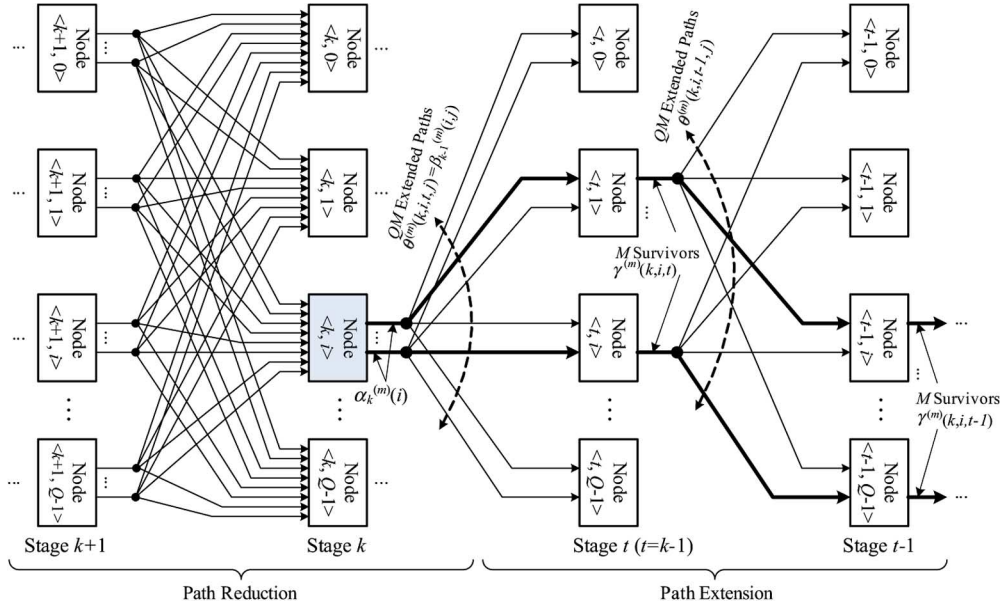 Node
<k+1, 0>
Node
<k, 0>
Node
<t, 0>
Node
<t-1, 0>
QM Extended Paths
θ^(m)(k,i,t,j)=β_{k-1}^(m)(i,j)
QM Extended Paths
θ^(m)(k,i,t-1,j)
Node
<k+1, 1>
Node
<k, 1>
Node
<t, 1>
Node
<t-1, 1>
M Survivors
γ^(m)(k,i,t)
Node
<k+1, i>
Node
<k, i>
Node
<t, i>
Node
<t-1, i>
α_k^(m)(i)
M Survivors
γ^(m)(k,i,t-1)
Node
<k+1, Q-1>
Node
<k, Q-1>
Node
<t, Q-1>
Node
<t-1, Q-1>
Stage k+1
Stage k
Stage t (t=k-1)
Stage t-1
Path Reduction
Path Extension